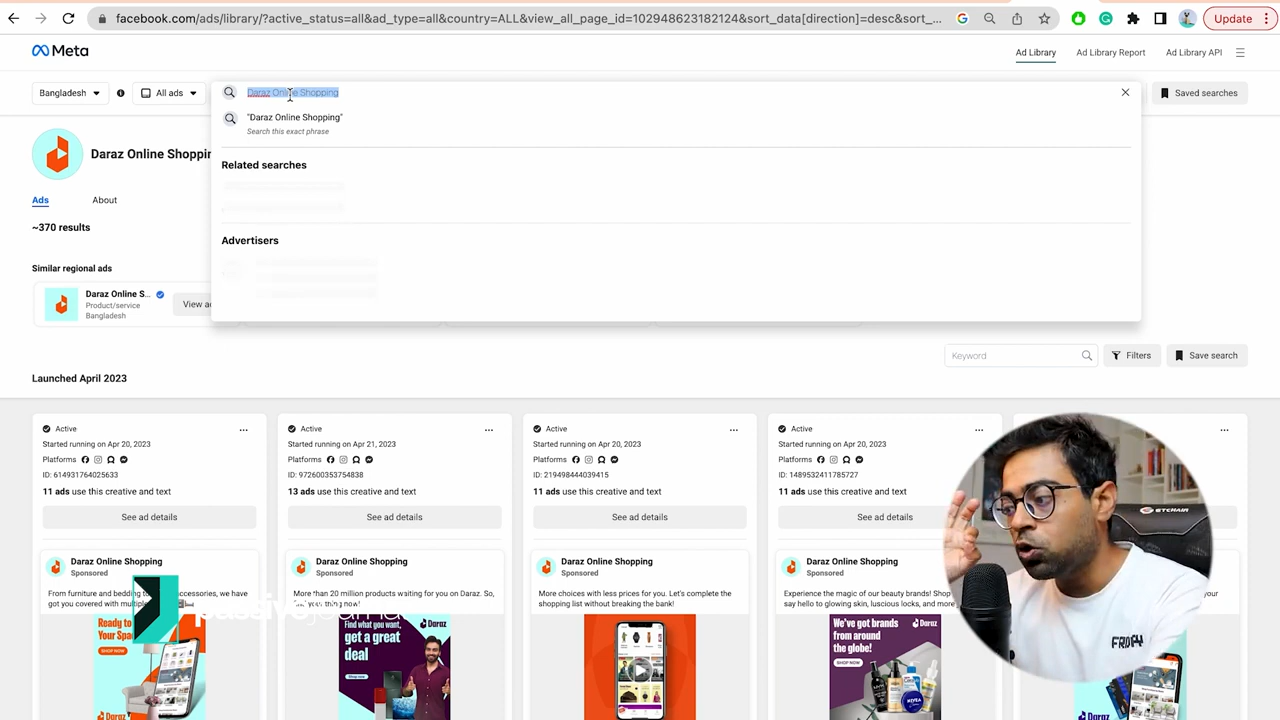 facebook.com/ads/library/?active_status=all&ad_type=all&country=ALL&view_all_page_id=102948623182124&sort_data[direction]=desc&sort_...
Update
Meta
Ad Library
Ad Library Report
Ad Library API
Bangladesh
All ads
Daraz Online Shopping
Saved searches
"Daraz Online Shopping"
Search this exact phrase
Daraz Online Shoppin
Related searches
Ads
About
~370 results
Advertisers
Similar regional ads
Daraz Online S...
Product/service
Bangladesh
View a
Keyword
Filters
Save search
Launched April 2023
Active
Started running on Apr 20, 2023
Platforms
ID: 614931764025633
11 ads use this creative and text
See ad details
Active
Started running on Apr 21, 2023
Platforms
ID: 972600353754838
13 ads use this creative and text
See ad details
Active
Started running on Apr 20, 2023
Platforms
ID: 219498444039415
11 ads use this creative and text
See ad details
Active
Started running on Apr 20, 2023
Platforms
ID: 1489532411785727
11 ads use this creative and text
See ad details
ETCHAIR
Daraz Online Shopping
Sponsored
From furniture and bedding
accessories, we have
got you covered with multiple
Ready to
Your Spa
SHOP NOW
Daraz
Daraz Online Shopping
Sponsored
More than 20 million products waiting for you on Daraz. So,
Find what you want,
get a great
deal
Shop now
Daraz
Daraz Online Shopping
Sponsored
More choices with less prices for you. Let's complete the
shopping list without breaking the bank!
Daraz Online Shopping
Sponsored
Experience the magic of our beauty brands! Shop
say hello to glowing skin, luscious locks, and more
We've got brands
from around
the globe!
SHOP NOW
Daraz
NIVEA
Daraz
passivejournal